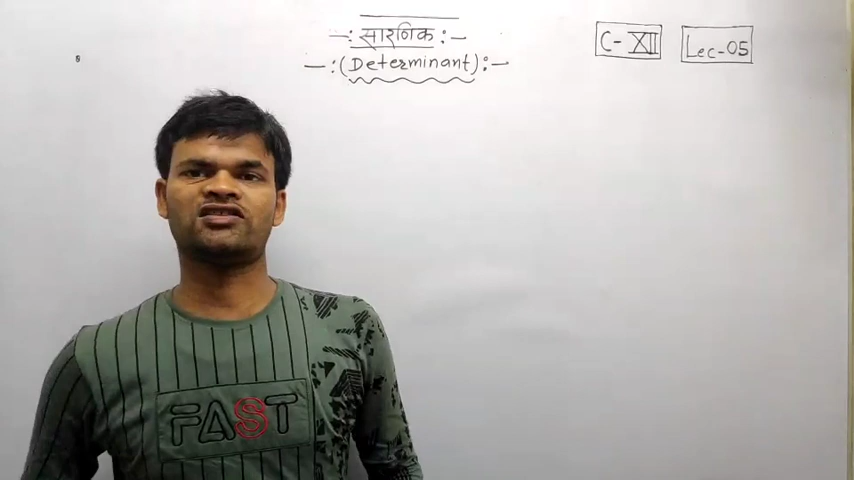 -: सारणिक :-
-:(Determinant):-
C- XII
Lec-05
FAST